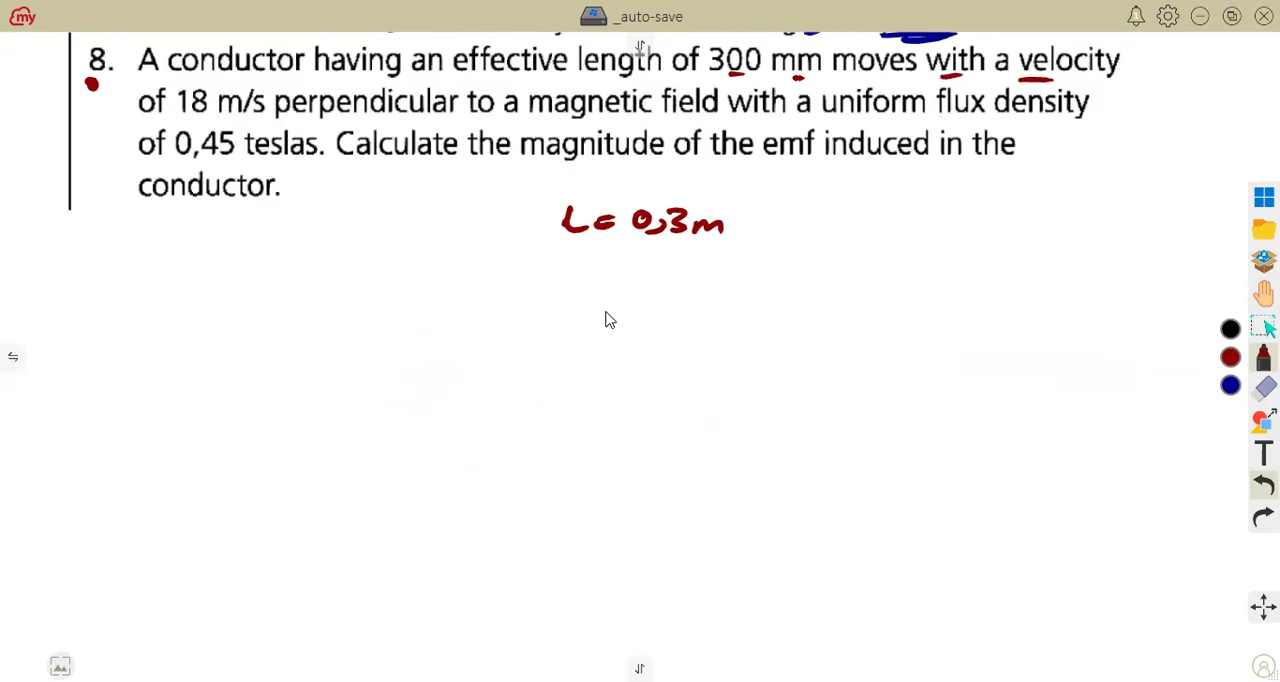 my
_auto-save
8. A conductor having an effective length of 300 mm moves with a velocity
of 18 m/s perpendicular to a magnetic field with a uniform flux density
of 0,45 teslas. Calculate the magnitude of the emf induced in the
conductor.
L = 0,3m
T